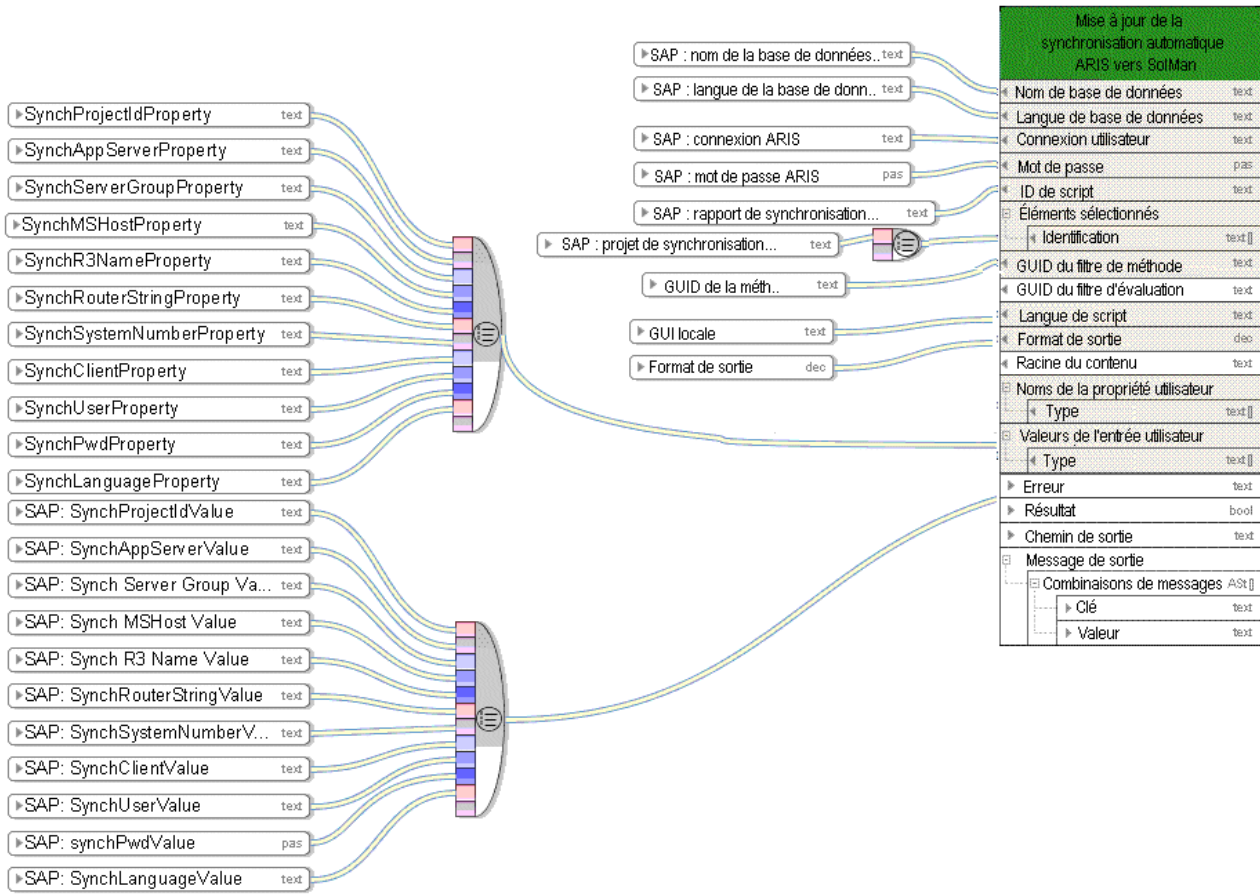 SynchProjectIdProperty text
SynchAppServerProperty text
SynchServerGroupProperty text
SynchMSHostProperty text
SynchR3NameProperty text
SynchRouterStringProperty text
SynchSystemNumberProperty text
SynchClientProperty text
SynchUserProperty text
SynchPwdProperty text
SynchLanguageProperty text
SAP: SynchProjectIdValue text
SAP: SynchAppServerValue text
SAP: Synch Server Group Va... text
SAP: Synch MSHost Value text
SAP: Synch R3 Name Value text
SAP: SynchRouterStringValue text
SAP: SynchSystemNumberV... text
SAP: SynchClientValue text
SAP: SynchUserValue text
SAP: synchPwdValue pas
SAP: SynchLanguageValue text
SAP : nom de la base de données.. text
SAP : langue de la base de donn.. text
SAP : connexion ARIS text
SAP : mot de passe ARIS pas
SAP : rapport de synchronisation... text
SAP : projet de synchronisation... text
GUID de la méth.. text
GUI locale text
Format de sortie dec
Mise à jour de la
synchronisation automatique
ARIS vers SolMan
Nom de base de données text
Langue de base de données text
Connexion utilisateur text
Mot de passe pas
ID de script text
Éléments sélectionnés
Identification text[]
GUID du filtre de méthode text
GUID du filtre d'évaluation text
Langue de script text
Format de sortie dec
Racine du contenu text
Noms de la propriété utilisateur
Type text[]
Valeurs de l'entrée utilisateur
Type text[]
Erreur text
Résultat bool
Chemin de sortie text
Message de sortie
Combinaisons de messages ASt[]
Clé text
Valeur text